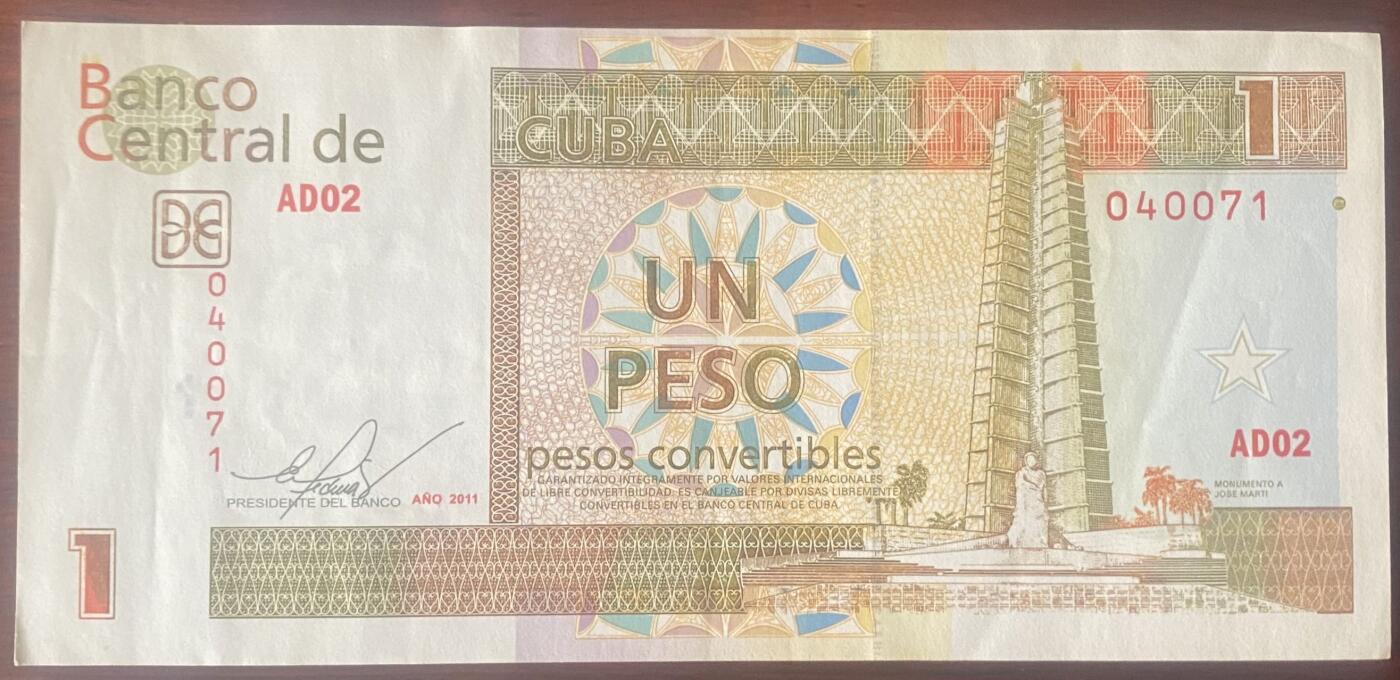 Banco
Central de
CUBA
1
AD02
040071
UN
PESO
pesos convertibles
GARANTIZADO INTEGRAMENTE POR VALORES INTERNACIONALES
DE LIBRE CONVERTIBILIDAD. ES CANJEABLE POR DIVISAS LIBREMENTE
CONVERTIBLES EN EL BANCO CENTRAL DE CUBA
040071
AD02
MONUMENTO A
JOSE MARTI
PRESIDENTE DEL BANCO
AÑO 2011
1